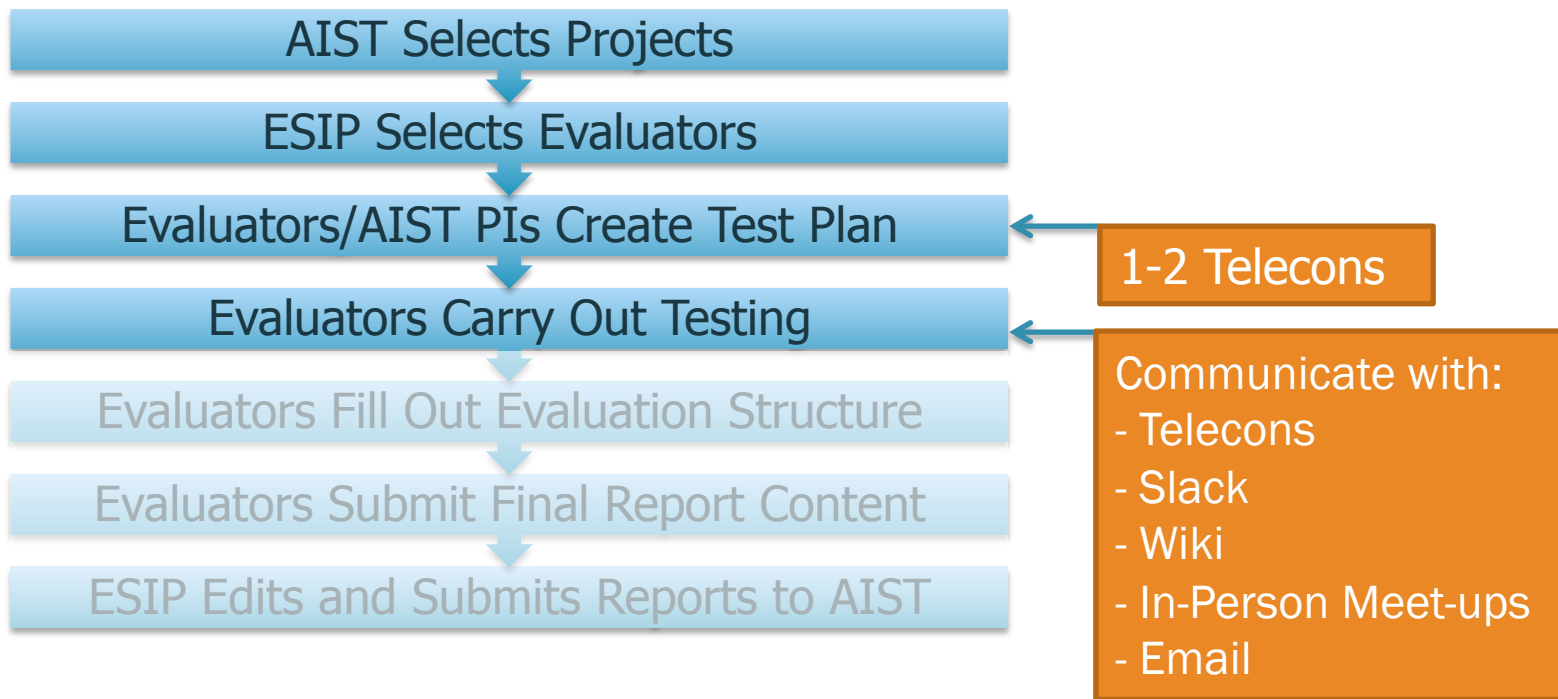 AIST Selects Projects
ESIP Selects Evaluators
Evaluators/AIST PIs Create Test Plan
1-2 Telecons
Evaluators Carry Out Testing
Communicate with:
- Telecons
- Slack
- Wiki
- In-Person Meet-ups
- Email
Evaluators Fill Out Evaluation Structure
Evaluators Submit Final Report Content
ESIP Edits and Submits Reports to AIST